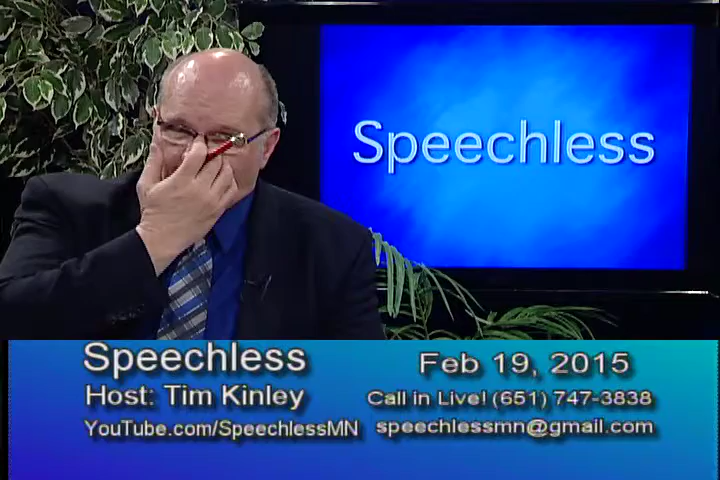 Speechless
Speechless
Feb 19, 2015
Host: Tim Kinley
Call in Live! (651) 747-3838
YouTube.com/SpeechlessMN
speechlessmn@gmail.com